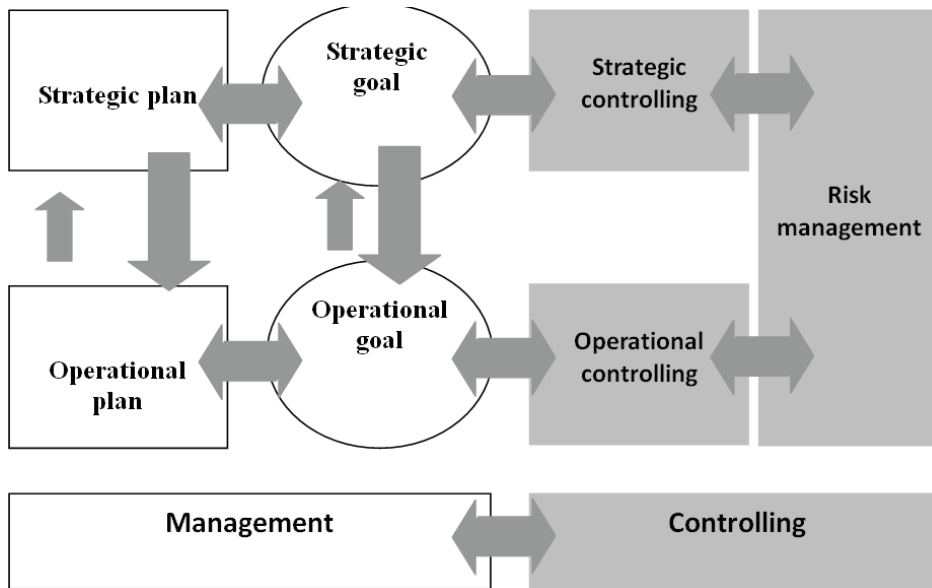 Strategic plan
Strategic
goal
Strategic
controlling
Risk
management
Operational
plan
Operational
goal
Operational
controlling
Management
Controlling